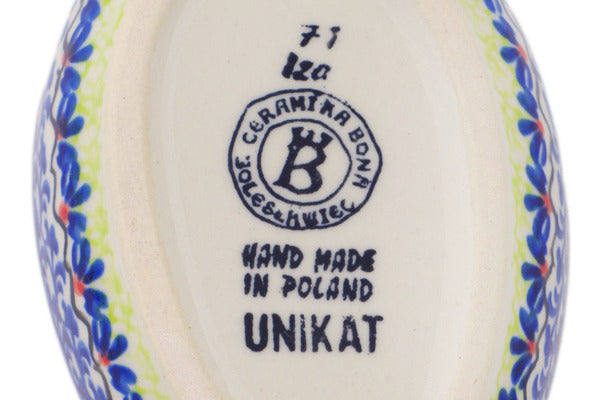 71
Iza
CERAMIKA BONA
BOLESŁAWIEC
B
HAND MADE
IN POLAND
UNIKAT